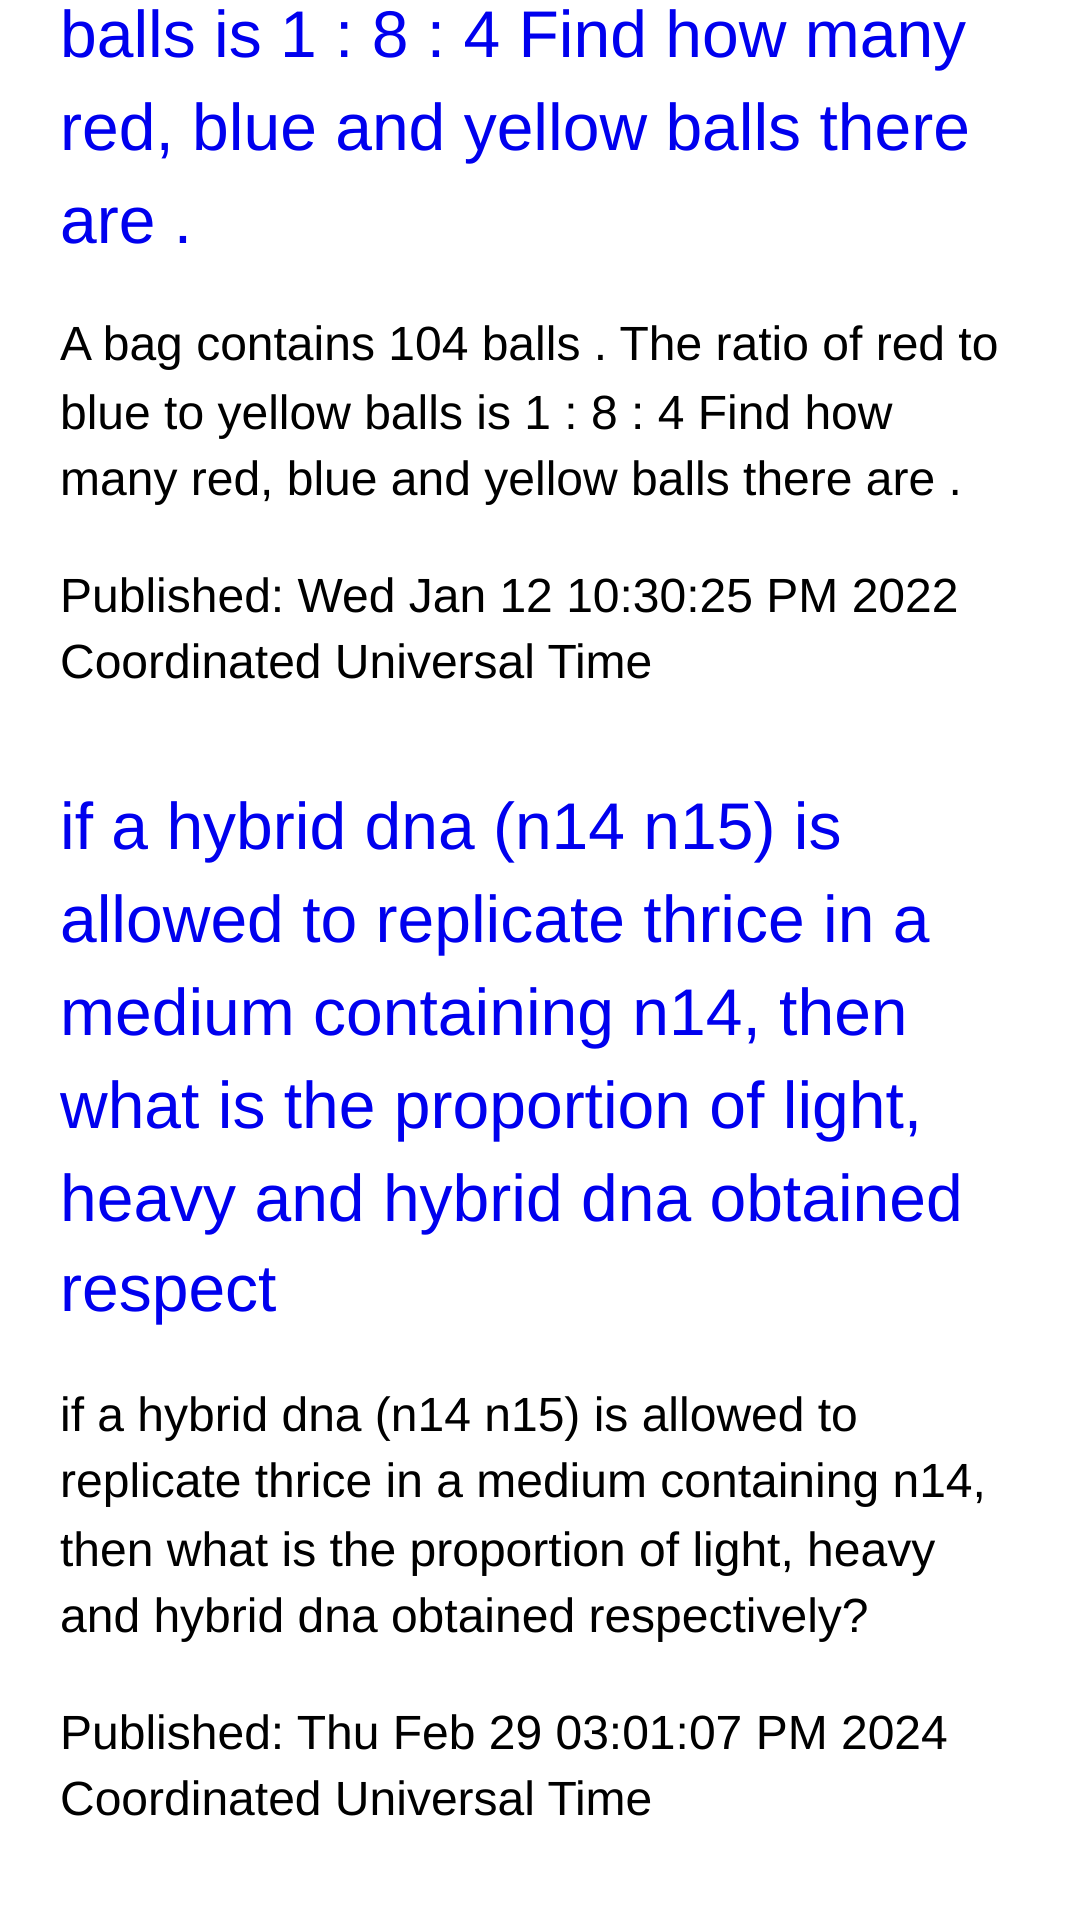 balls is 1 : 8 : 4 Find how many
red, blue and yellow balls there
are .
A bag contains 104 balls . The ratio of red to
blue to yellow balls is 1 : 8 : 4 Find how
many red, blue and yellow balls there are .
Published: Wed Jan 12 10:30:25 PM 2022
Coordinated Universal Time
if a hybrid dna (n14 n15) is
allowed to replicate thrice in a
medium containing n14, then
what is the proportion of light,
heavy and hybrid dna obtained
respect
if a hybrid dna (n14 n15) is allowed to
replicate thrice in a medium containing n14,
then what is the proportion of light, heavy
and hybrid dna obtained respectively?
Published: Thu Feb 29 03:01:07 PM 2024
Coordinated Universal Time